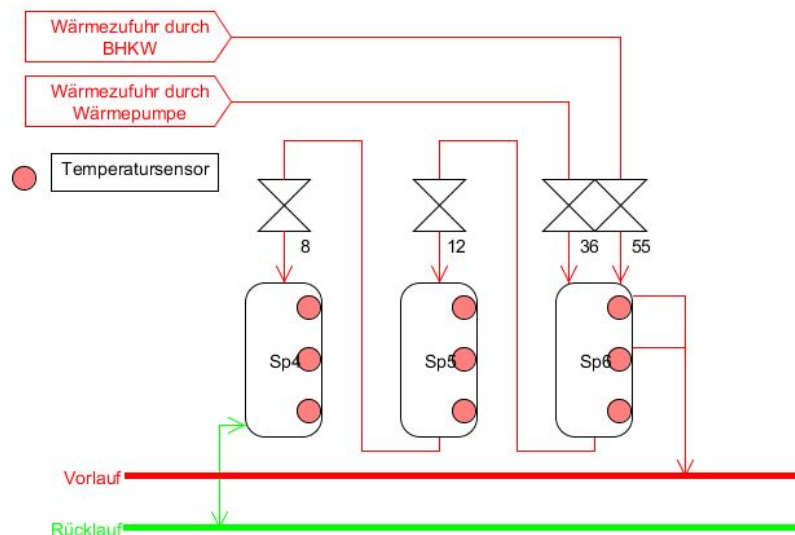 Wärmezufuhr durch
BHKW
Wärmezufuhr durch
Wärmepumpe
Temperatursensor
8
12
36
55
Sp4
Sp5
Sp6
Vorlauf
Rücklauf